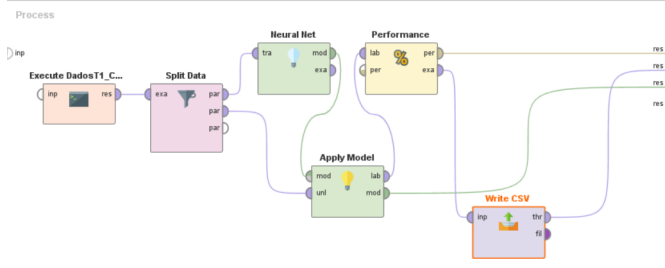 Process
inp
Execute DadosT1_C...
inp
res
Split Data
exa
par
par
par
Neural Net
tra
mod
exa
Performance
lab
per
per
exa
Apply Model
mod
lab
unl
mod
Write CSV
inp
thr
fil
res
res
res
res